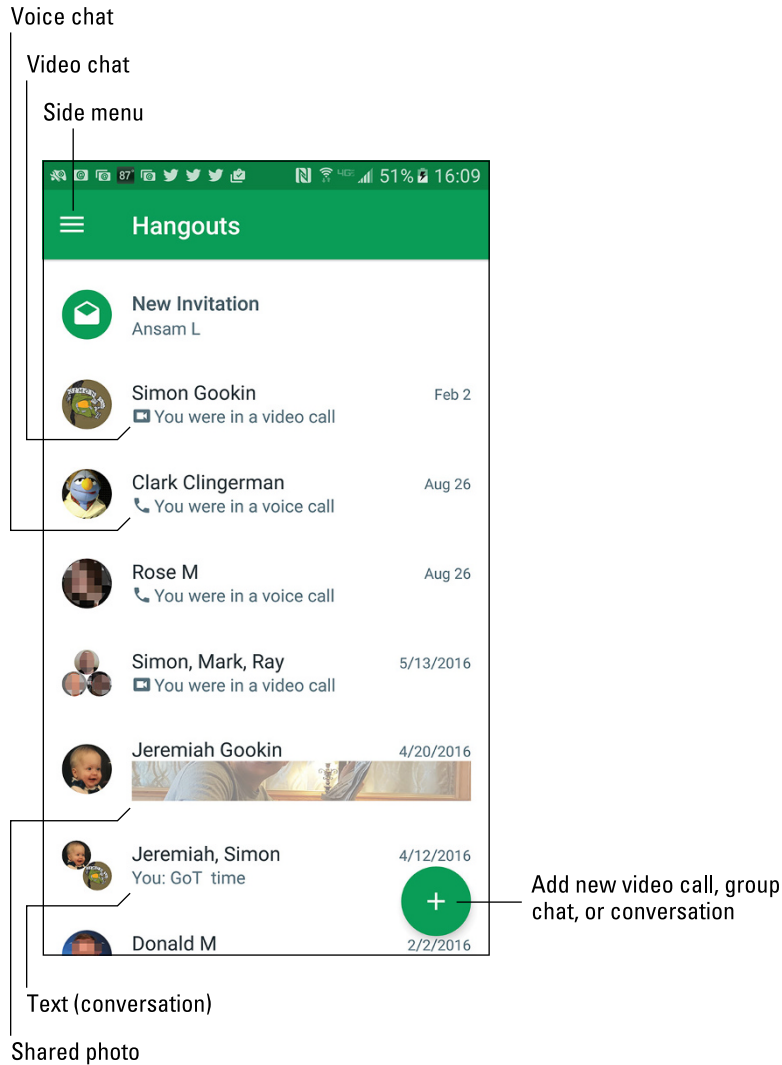 Voice chat
Video chat
Side menu
87°
4GE 51% 16:09
Hangouts
New Invitation
Ansam L
Simon Gookin Feb 2
You were in a video call
Clark Clingerman Aug 26
You were in a voice call
Rose M Aug 26
You were in a voice call
Simon, Mark, Ray 5/13/2016
You were in a video call
Jeremiah Gookin 4/20/2016
Jeremiah, Simon 4/12/2016
You: GoT time
Add new video call, group
chat, or conversation
Donald M 2/2/2016
Text (conversation)
Shared photo